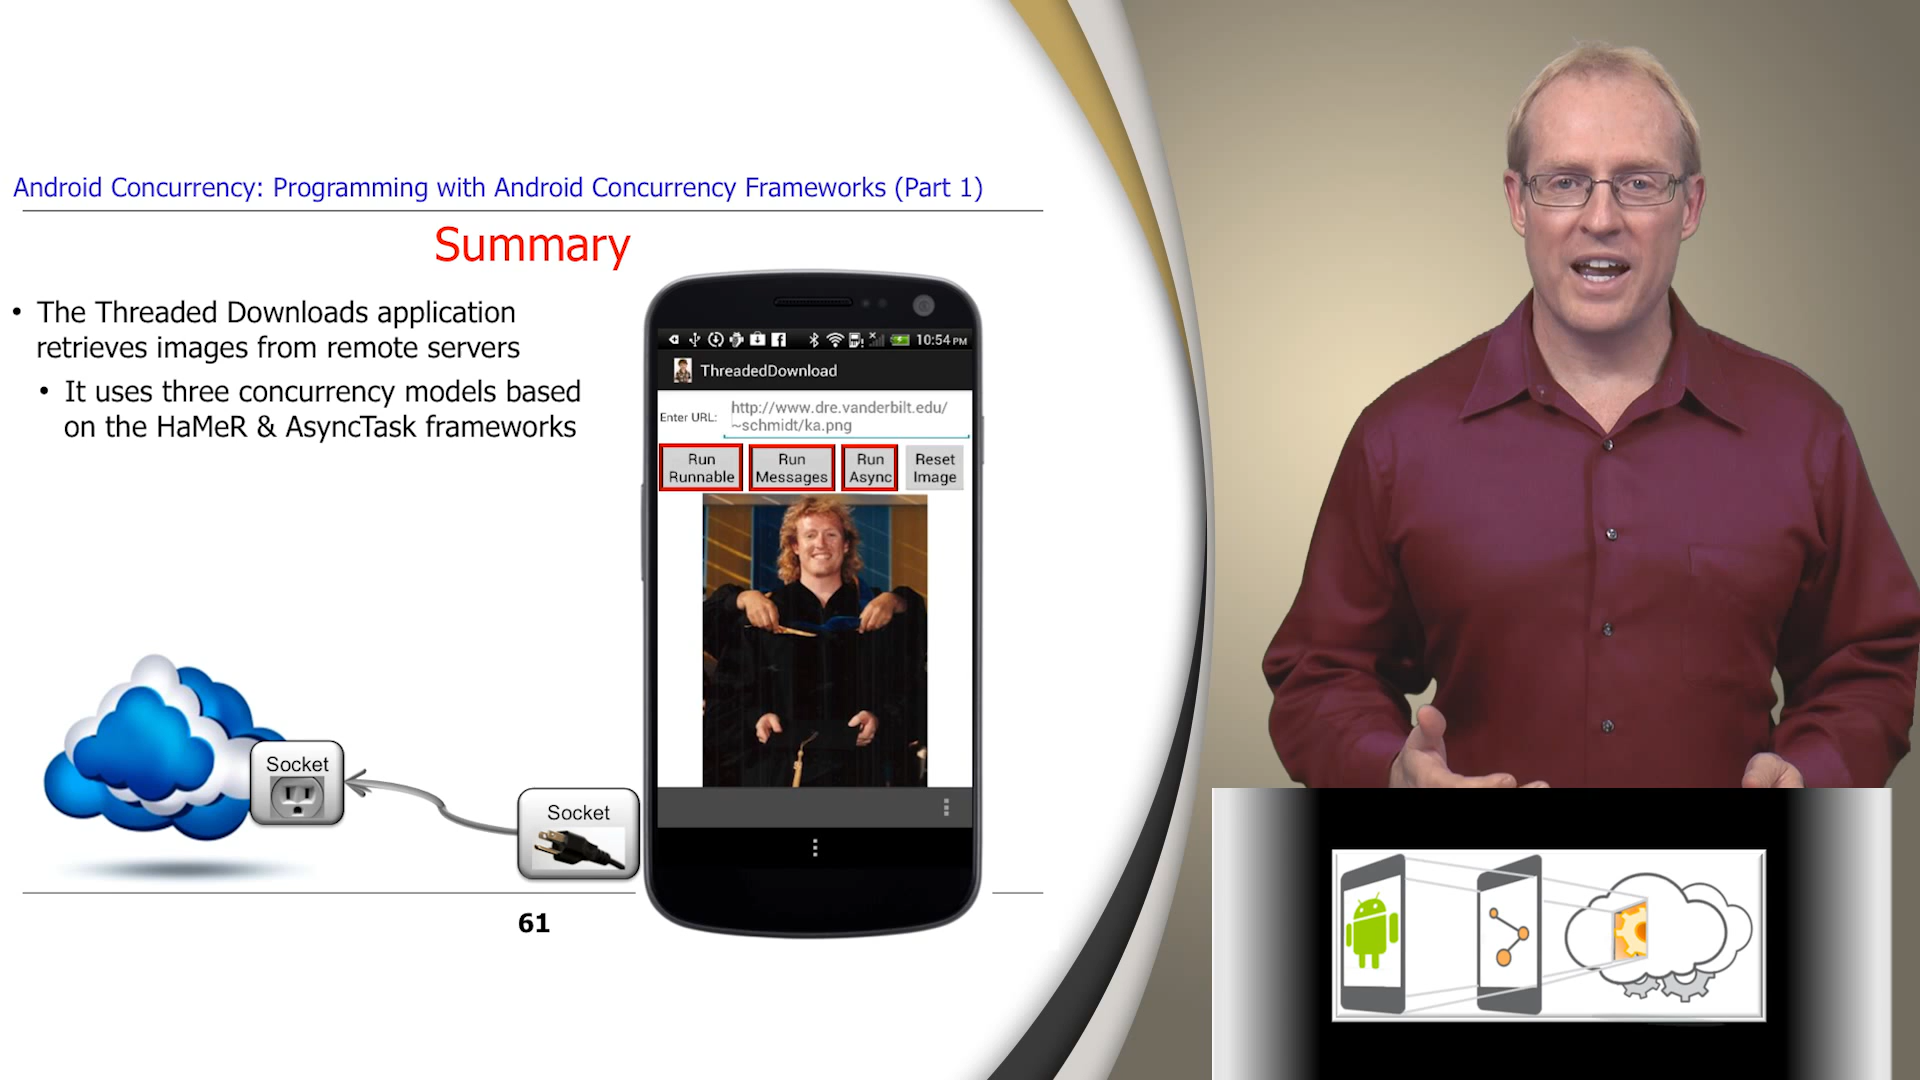 Android Concurrency: Programming with Android Concurrency Frameworks (Part 1)
Summary
• The Threaded Downloads application
retrieves images from remote servers
• It uses three concurrency models based
on the HaMeR & AsyncTask frameworks
10:54 PM
ThreadedDownload
Enter URL:
http://www.dre.vanderbilt.edu/
~schmidt/ka.png
Run
Runnable
Run
Messages
Run
Async
Reset
Image
Socket
Socket
61